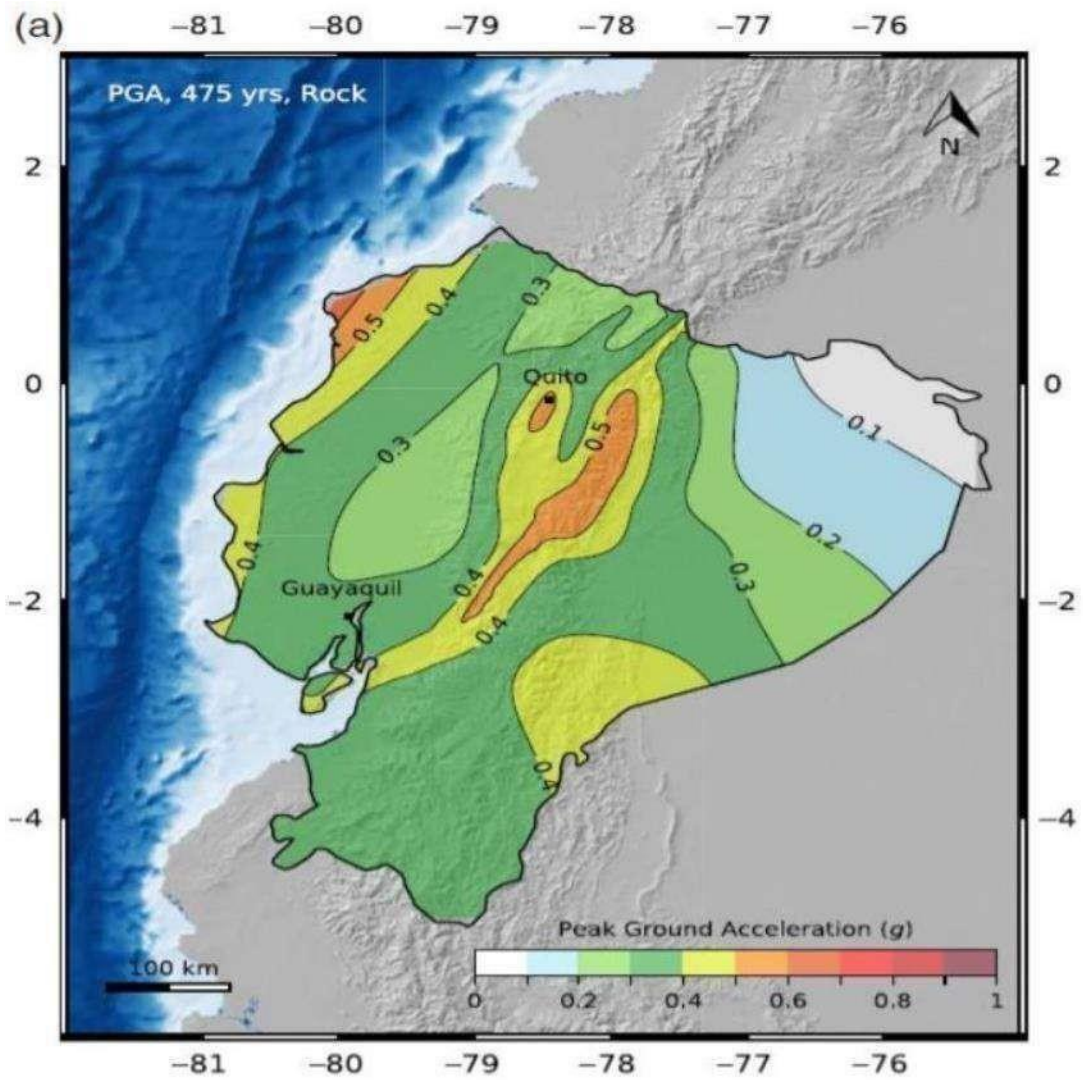 (a)
−81 −80 −79 −78 −77 −76
PGA, 475 yrs, Rock
N
2 2
0.3
0.4
0.5
0 0
Quito
0.1
0.5
0.3
0.2
0.4
0.3
0.4
Guayaquil
−2 −2
0.4
0.4
−4 −4
Peak Ground Acceleration (g)
100 km
0 0.2 0.4 0.6 0.8 1
−81 −80 −79 −78 −77 −76